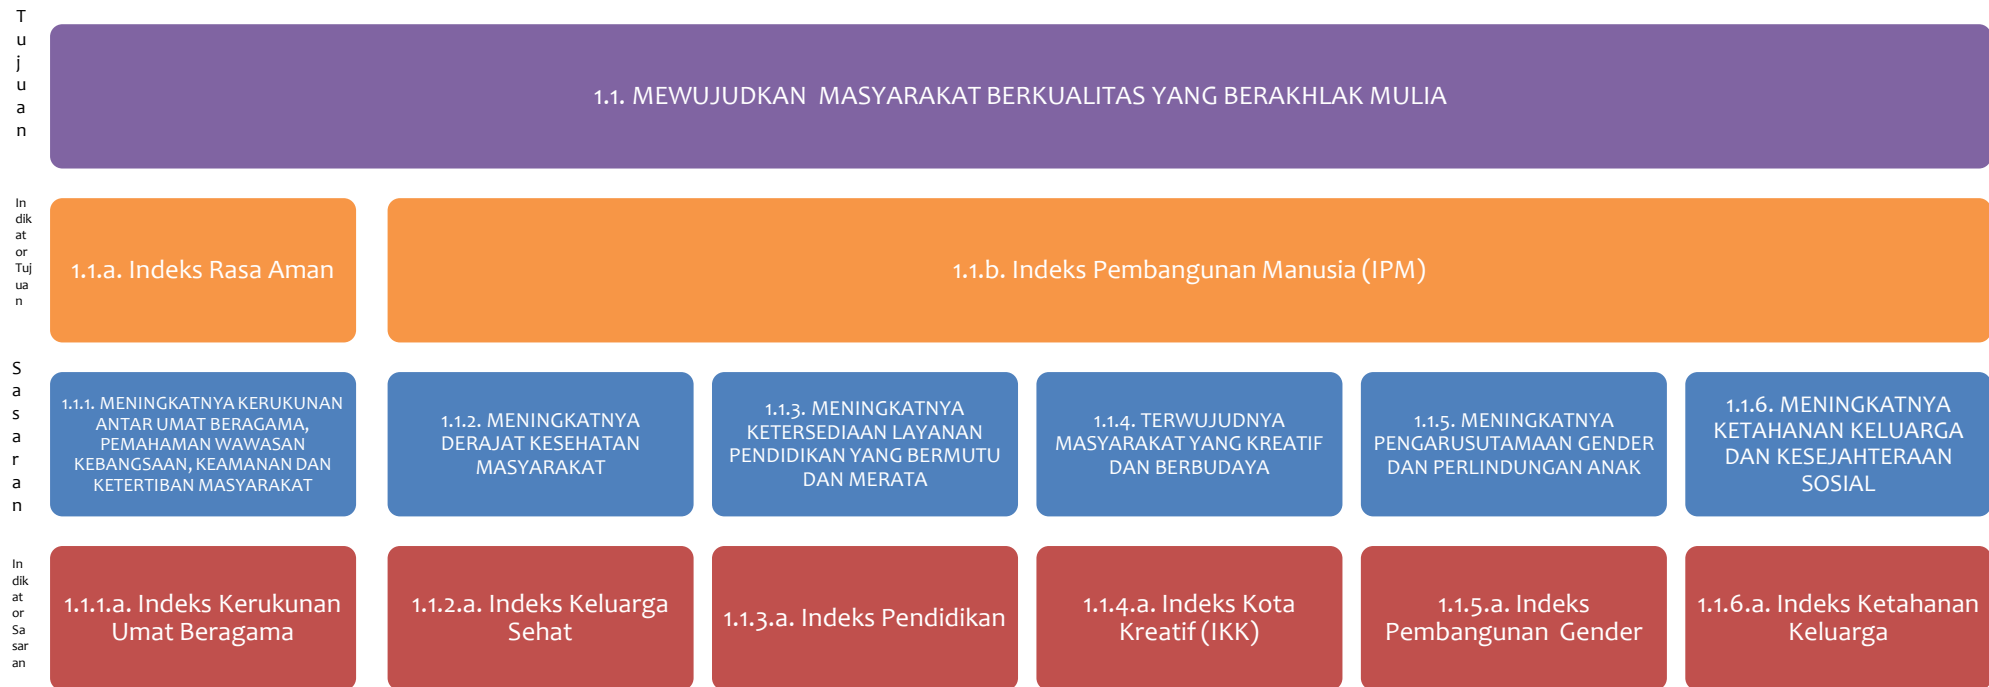 T
u
j
u
a
n
1.1. MEWUJUDKAN MASYARAKAT BERKUALITAS YANG BERAKHLAK MULIA
In
dik
at
or
Tuj
ua
n
1.1.a. Indeks Rasa Aman
1.1.b. Indeks Pembangunan Manusia (IPM)
S
a
s
a
r
a
n
1.1.1. MENINGKATNYA KERUKUNAN
ANTAR UMAT BERAGAMA,
PEMAHAMAN WAWASAN
KEBANGSAAN, KEAMANAN DAN
KETERTIBAN MASYARAKAT
1.1.2. MENINGKATNYA
DERAJAT KESEHATAN
MASYARAKAT
1.1.3. MENINGKATNYA
KETERSEDIAAN LAYANAN
PENDIDIKAN YANG BERMUTU
DAN MERATA
1.1.4. TERWUJUDNYA
MASYARAKAT YANG KREATIF
DAN BERBUDAYA
1.1.5. MENINGKATNYA
PENGARUSUTAMAAN GENDER
DAN PERLINDUNGAN ANAK
1.1.6. MENINGKATNYA
KETAHANAN KELUARGA
DAN KESEJAHTERAAN
SOSIAL
In
dik
at
or
Sa
sar
an
1.1.1.a. Indeks Kerukunan
Umat Beragama
1.1.2.a. Indeks Keluarga
Sehat
1.1.3.a. Indeks Pendidikan
1.1.4.a. Indeks Kota
Kreatif (IKK)
1.1.5.a. Indeks
Pembangunan Gender
1.1.6.a. Indeks Ketahanan
Keluarga